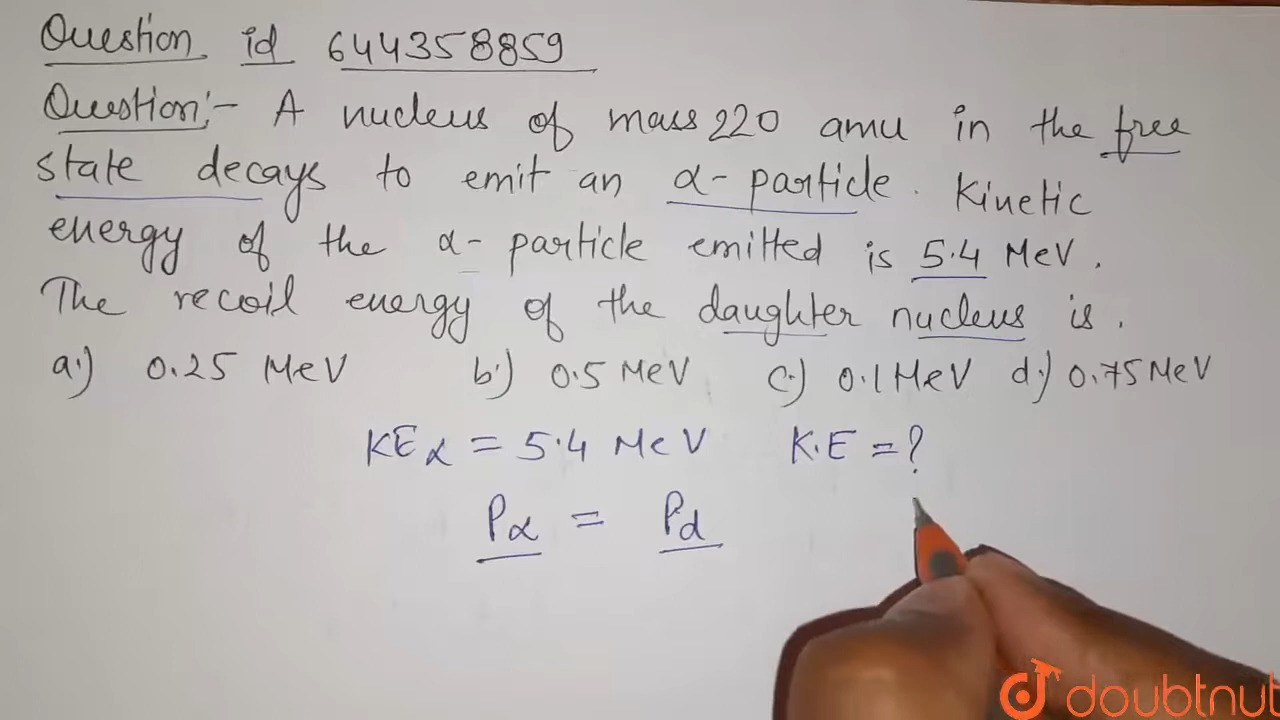 Question id 644358859
Question:- A nucleus of mass 220 amu in the free
state decays to emit an α-particle. Kinetic
energy of the α-particle emitted is 5.4 MeV.
The recoil energy of the daughter nucleus is.
a.) 0.25 MeV b.) 0.5 MeV c.) 0.1 MeV d.) 0.75 MeV
KEα = 5.4 MeV K.E = ?
Pα = Pd
doubtnut